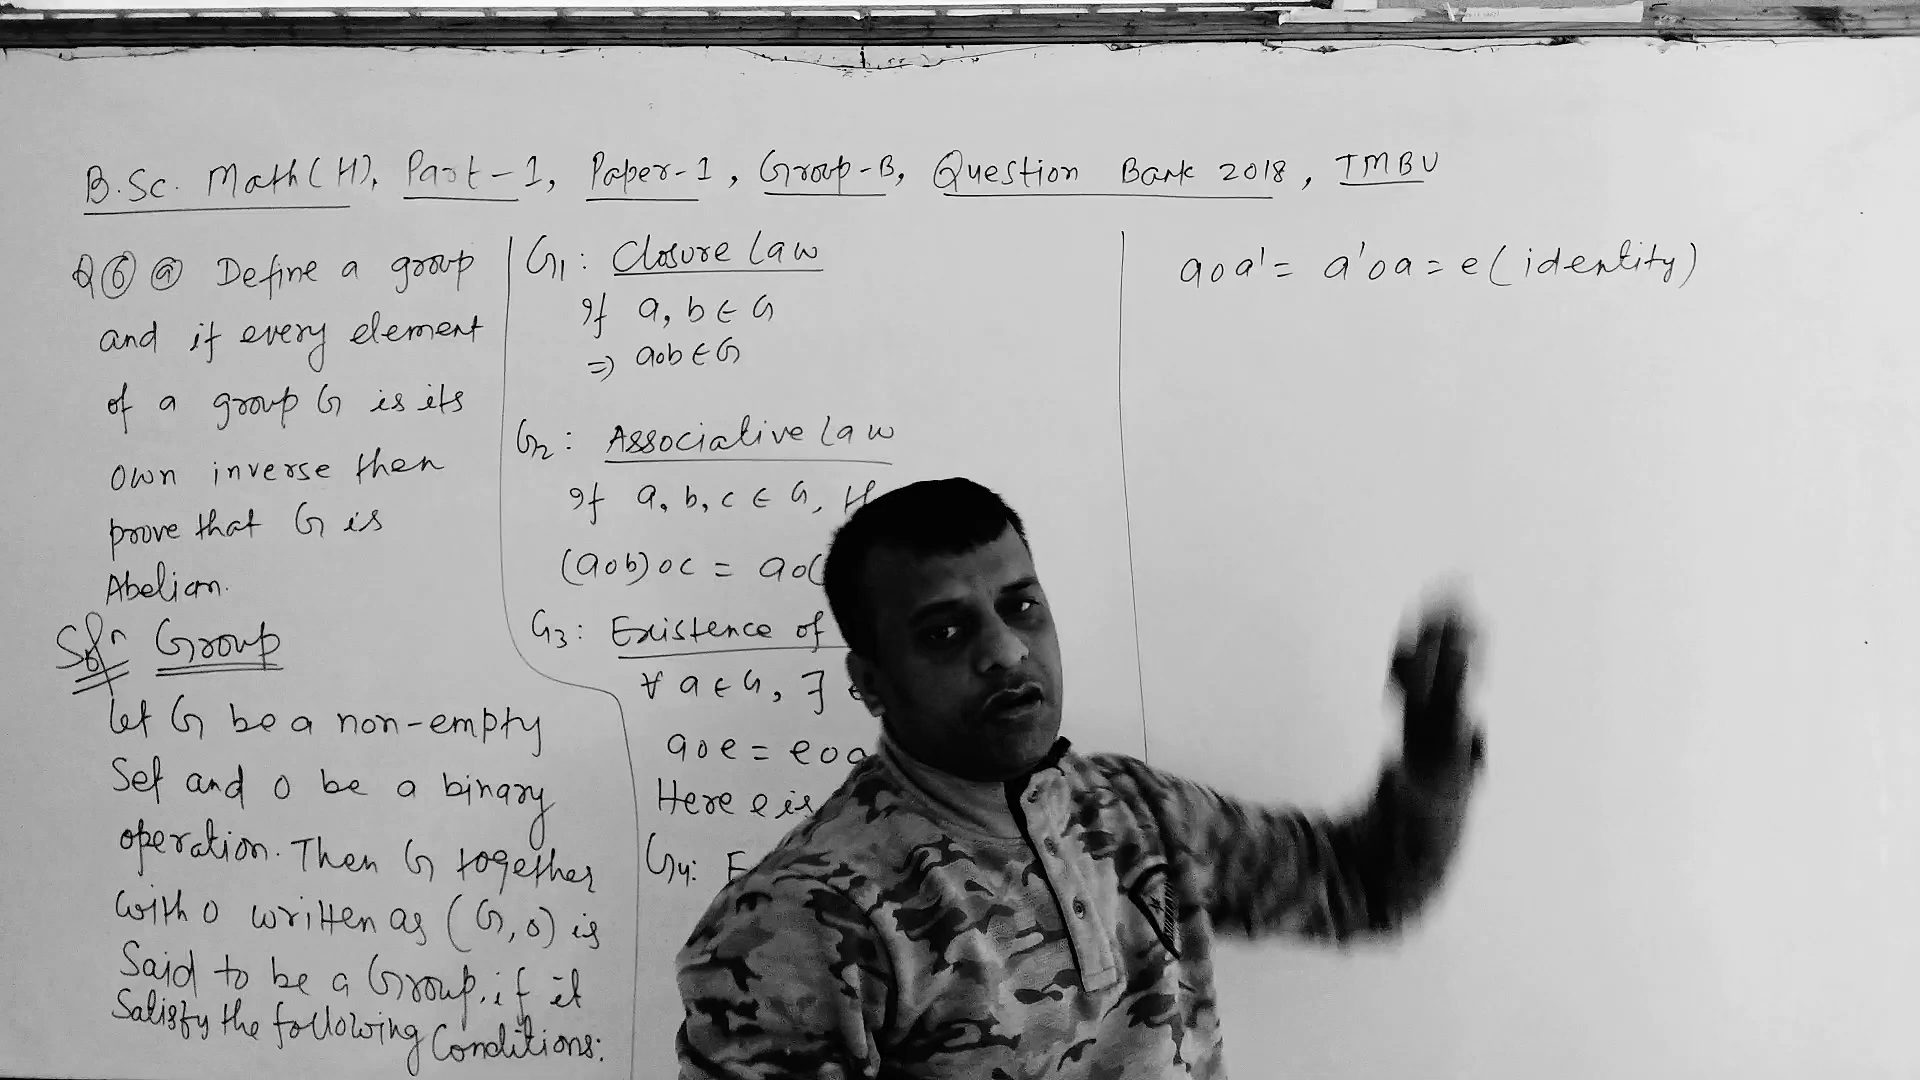 B.Sc. Math(H), Part-1, Paper-1, Group-B, Question Bank 2018, TMBU
Q6 a Define a group
and if every element
of a group G is its
own inverse then
prove that G is
Abelian.
Solⁿ Group
Let G be a non-empty
Set and o be a binary
operation. Then G together
with o written as (G, o) is
Said to be a Group, if it
Satisfy the following Conditions:
G1: Closure Law
If a, b ∈ G
⇒ aob ∈ G
G2: Associative Law
If a, b, c ∈ G,
(aob)oc = ao(
G3: Existence of
∀ a ∈ G, ∃
aoe = eoa
Here e is
G4: E
aoa' = a'oa = e (identity)